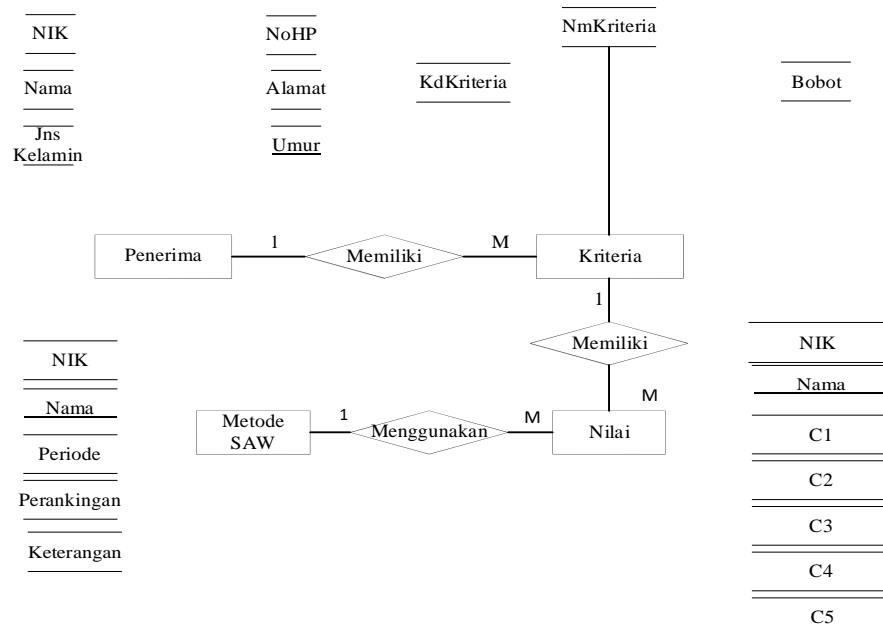 NIK
NoHP
NmKriteria
Nama
Alamat
KdKriteria
Bobot
Jns
Kelamin
Umur
Penerima
1
Memiliki
M
Kriteria
1
Memiliki
M
NIK
Nama
Periode
Perankingan
Keterangan
Metode
SAW
1
Menggunakan
M
Nilai
NIK
Nama
C1
C2
C3
C4
C5